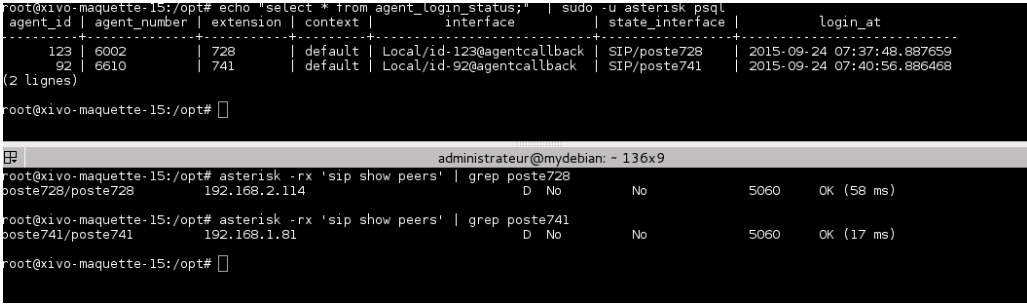 root@xivo-maquette-15:/opt# echo "select * from agent_login_status;"  | sudo -u asterisk psql
 agent_id | agent_number | extension | context |         interface          | state_interface |          login_at
----------+--------------+-----------+---------+----------------------------+-----------------+----------------------------
      123 | 6002         | 728       | default | Local/id-123@agentcallback | SIP/poste728    | 2015-09-24 07:37:48.887659
       92 | 6610         | 741       | default | Local/id-92@agentcallback  | SIP/poste741    | 2015-09-24 07:40:56.886468
(2 lignes)
root@xivo-maquette-15:/opt#
administrateur@mydebian: ~ 136x9
root@xivo-maquette-15:/opt# asterisk -rx 'sip show peers' | grep poste728
poste728/poste728         192.168.2.114                            D  No         No             5060     OK (58 ms)
root@xivo-maquette-15:/opt# asterisk -rx 'sip show peers' | grep poste741
poste741/poste741         192.168.1.81                             D  No         No             5060     OK (17 ms)
root@xivo-maquette-15:/opt#